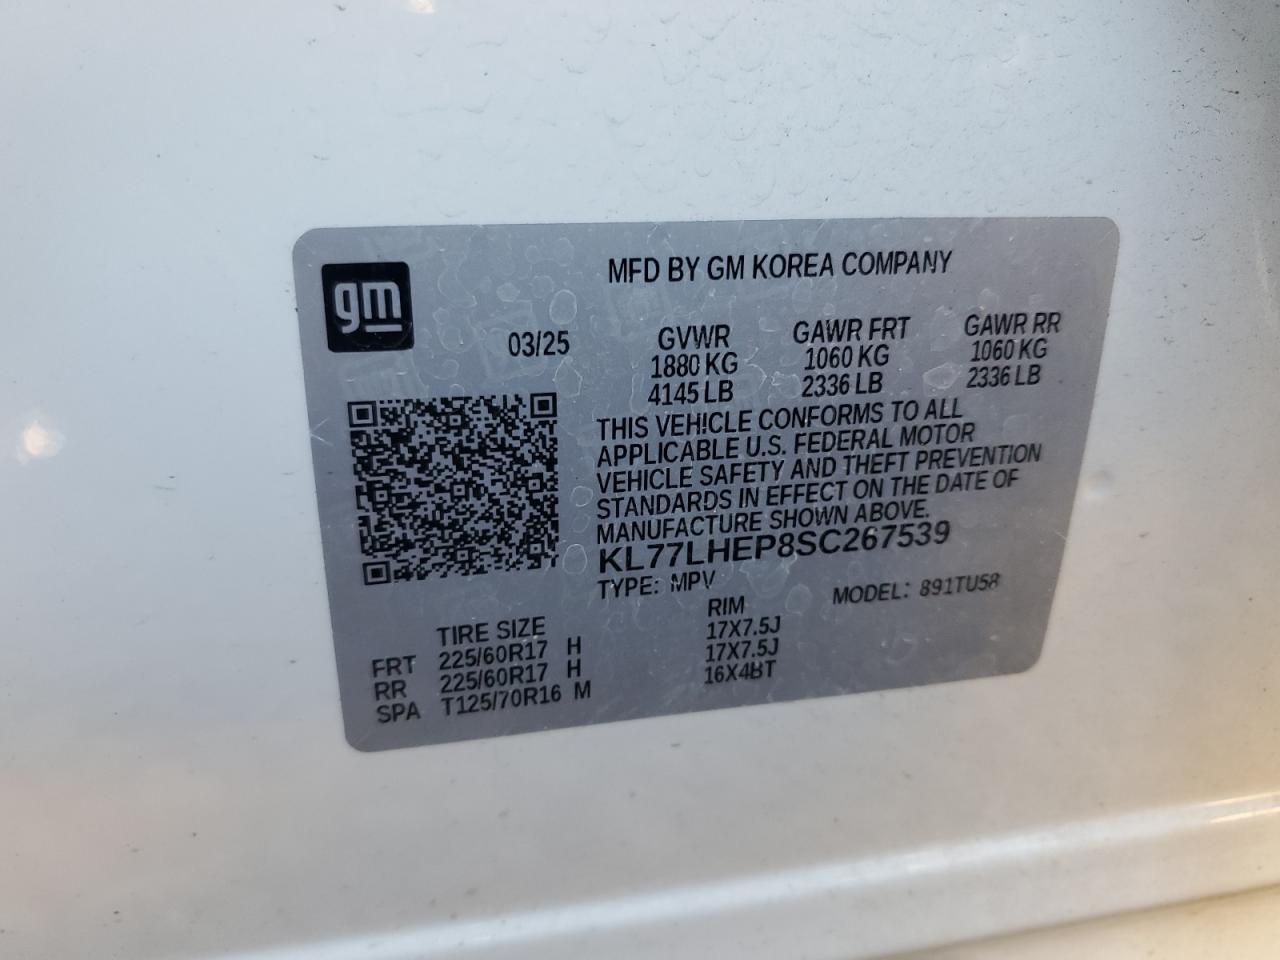 gm
MFD BY GM KOREA COMPANY
03/25 GVWR GAWR FRT GAWR RR
1880 KG 1060 KG 1060 KG
4145 LB 2336 LB 2336 LB
THIS VEHICLE CONFORMS TO ALL
APPLICABLE U.S. FEDERAL MOTOR
VEHICLE SAFETY AND THEFT PREVENTION
STANDARDS IN EFFECT ON THE DATE OF
MANUFACTURE SHOWN ABOVE.
KL77LHEP8SC267539
TYPE: MPV MODEL: 891TU58
TIRE SIZE RIM
FRT 225/60R17 H 17X7.5J
RR 225/60R17 H 17X7.5J
SPA T125/70R16 M 16X4BT